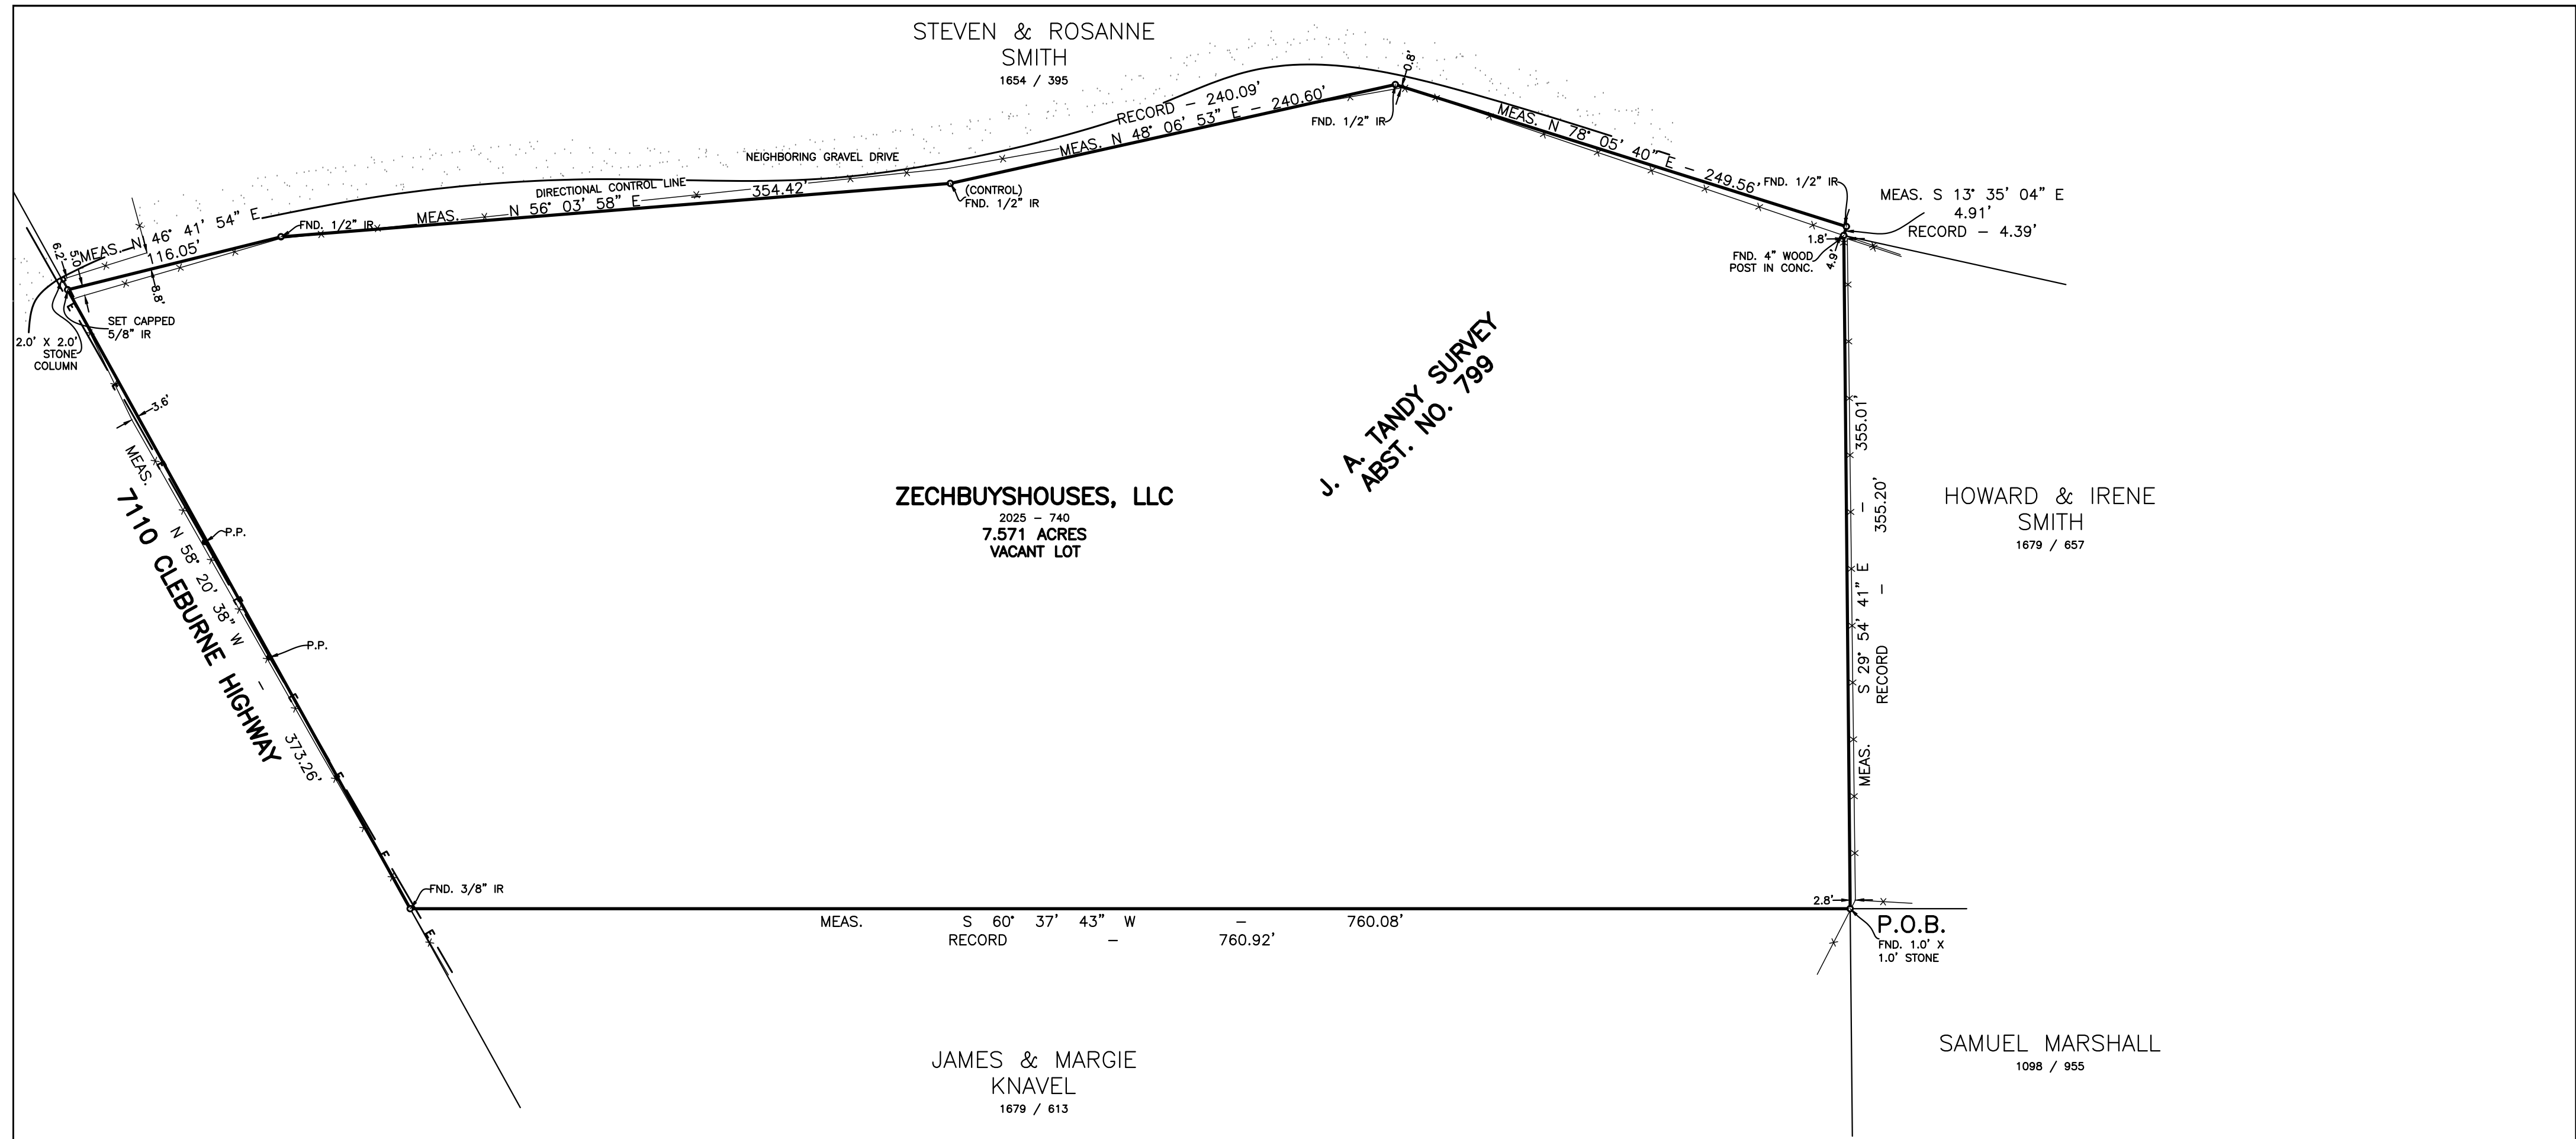 STEVEN & ROSANNE
SMITH
1654 / 395
RECORD - 240.09'
MEAS. N 48° 06' 53" E - 240.60'
0.8'
FND. 1/2" IR
MEAS. N 78° 05' 40" E - 249.56'
FND. 1/2" IR
MEAS. S 13° 35' 04" E
4.91'
RECORD - 4.39'
1.8'
4.9'
FND. 4" WOOD
POST IN CONC.
NEIGHBORING GRAVEL DRIVE
DIRECTIONAL CONTROL LINE
354.42'
MEAS. N 56° 03' 58" E
(CONTROL)
FND. 1/2" IR
FND. 1/2" IR
MEAS. N 46° 41' 54" E
116.05'
6.2'
5.0'
8.8'
E
SET CAPPED
5/8" IR
2.0' X 2.0'
STONE
COLUMN
E
3.6'
E
MEAS.
N 58° 20' 38" W
-
373.26'
7110 CLEBURNE HIGHWAY
P.P.
E
P.P.
E
E
E
E
J. A. TANDY SURVEY
ABST. NO. 799
ZECHBUYSHOUSES, LLC
2025 - 740
7.571 ACRES
VACANT LOT
MEAS. S 29° 54' 41" E - 355.01'
RECORD - 355.20'
HOWARD & IRENE
SMITH
1679 / 657
FND. 3/8" IR
MEAS. S 60° 37' 43" W - 760.08'
RECORD - 760.92'
2.8'
P.O.B.
FND. 1.0' X
1.0' STONE
JAMES & MARGIE
KNAVEL
1679 / 613
SAMUEL MARSHALL
1098 / 955